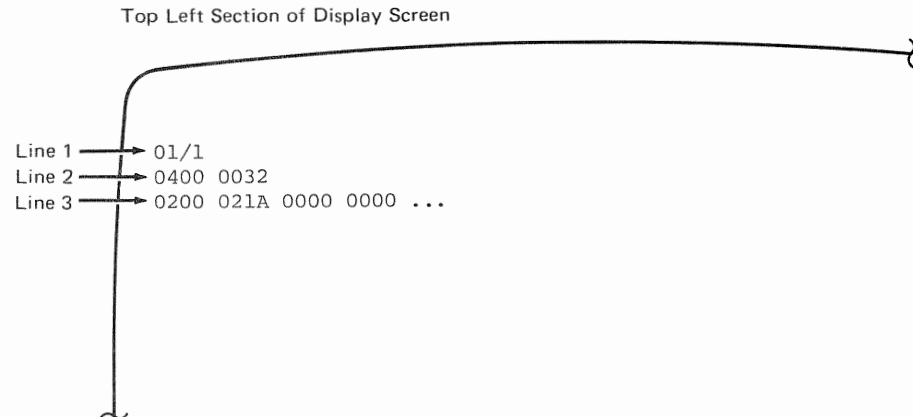 Top Left Section of Display Screen
Line 1 01/1
Line 2 0400 0032
Line 3 0200 021A 0000 0000 ...